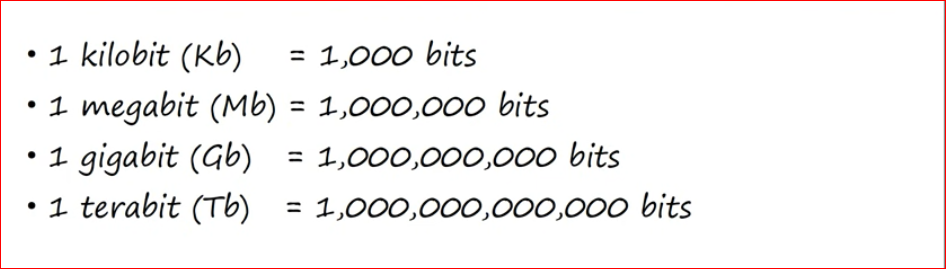 • 1 kilobit (Kb) = 1,000 bits
• 1 megabit (Mb) = 1,000,000 bits
• 1 gigabit (Gb) = 1,000,000,000 bits
• 1 terabit (Tb) = 1,000,000,000,000 bits